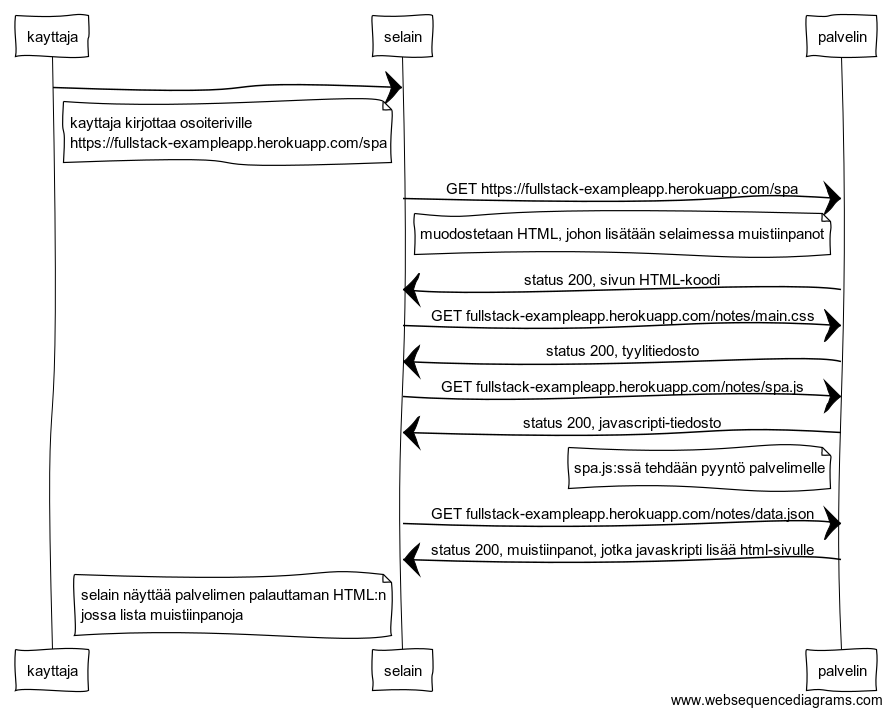 kayttaja
selain
palvelin
kayttaja kirjottaa osoiteriville
https://fullstack-exampleapp.herokuapp.com/spa
GET https://fullstack-exampleapp.herokuapp.com/spa
muodostetaan HTML, johon lisätään selaimessa muistiinpanot
status 200, sivun HTML-koodi
GET fullstack-exampleapp.herokuapp.com/notes/main.css
status 200, tyylitiedosto
GET fullstack-exampleapp.herokuapp.com/notes/spa.js
status 200, javascripti-tiedosto
spa.js:ssä tehdään pyyntö palvelimelle
GET fullstack-exampleapp.herokuapp.com/notes/data.json
status 200, muistiinpanot, jotka javaskripti lisää html-sivulle
selain näyttää palvelimen palauttaman HTML:n
jossa lista muistiinpanoja
kayttaja
selain
palvelin
www.websequencediagrams.com